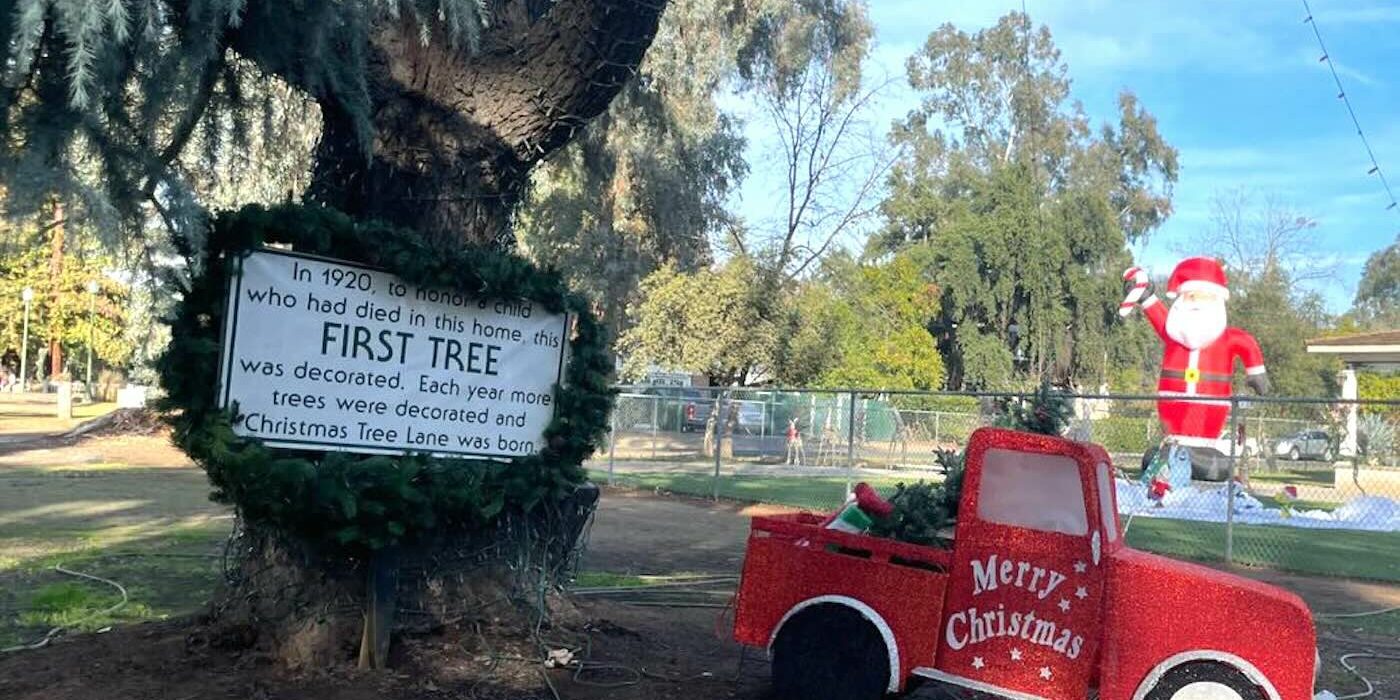 In 1920, to honor a child
who had died in this home, this
FIRST TREE
was decorated. Each year more
trees were decorated and
Christmas Tree Lane was born.
Merry
Christmas